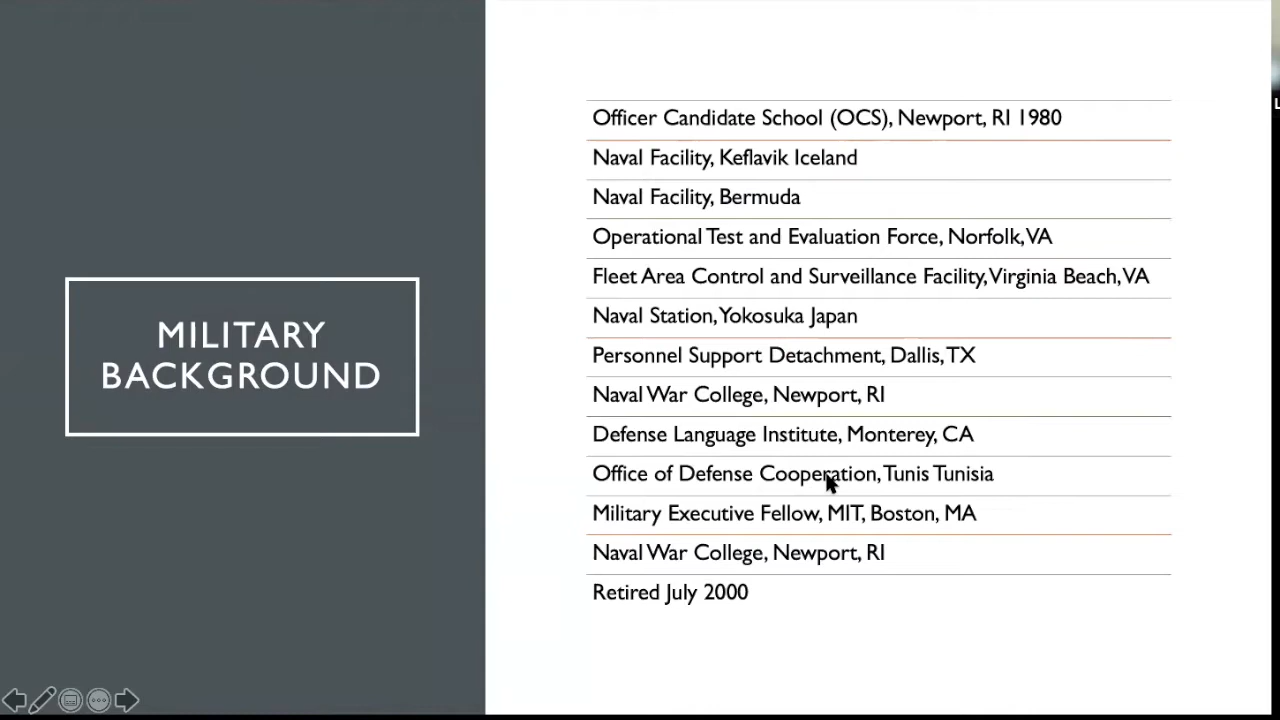 MILITARY
BACKGROUND
Officer Candidate School (OCS), Newport, RI 1980
Naval Facility, Keflavik Iceland
Naval Facility, Bermuda
Operational Test and Evaluation Force, Norfolk, VA
Fleet Area Control and Surveillance Facility, Virginia Beach, VA
Naval Station, Yokosuka Japan
Personnel Support Detachment, Dallis, TX
Naval War College, Newport, RI
Defense Language Institute, Monterey, CA
Office of Defense Cooperation, Tunis Tunisia
Military Executive Fellow, MIT, Boston, MA
Naval War College, Newport, RI
Retired July 2000